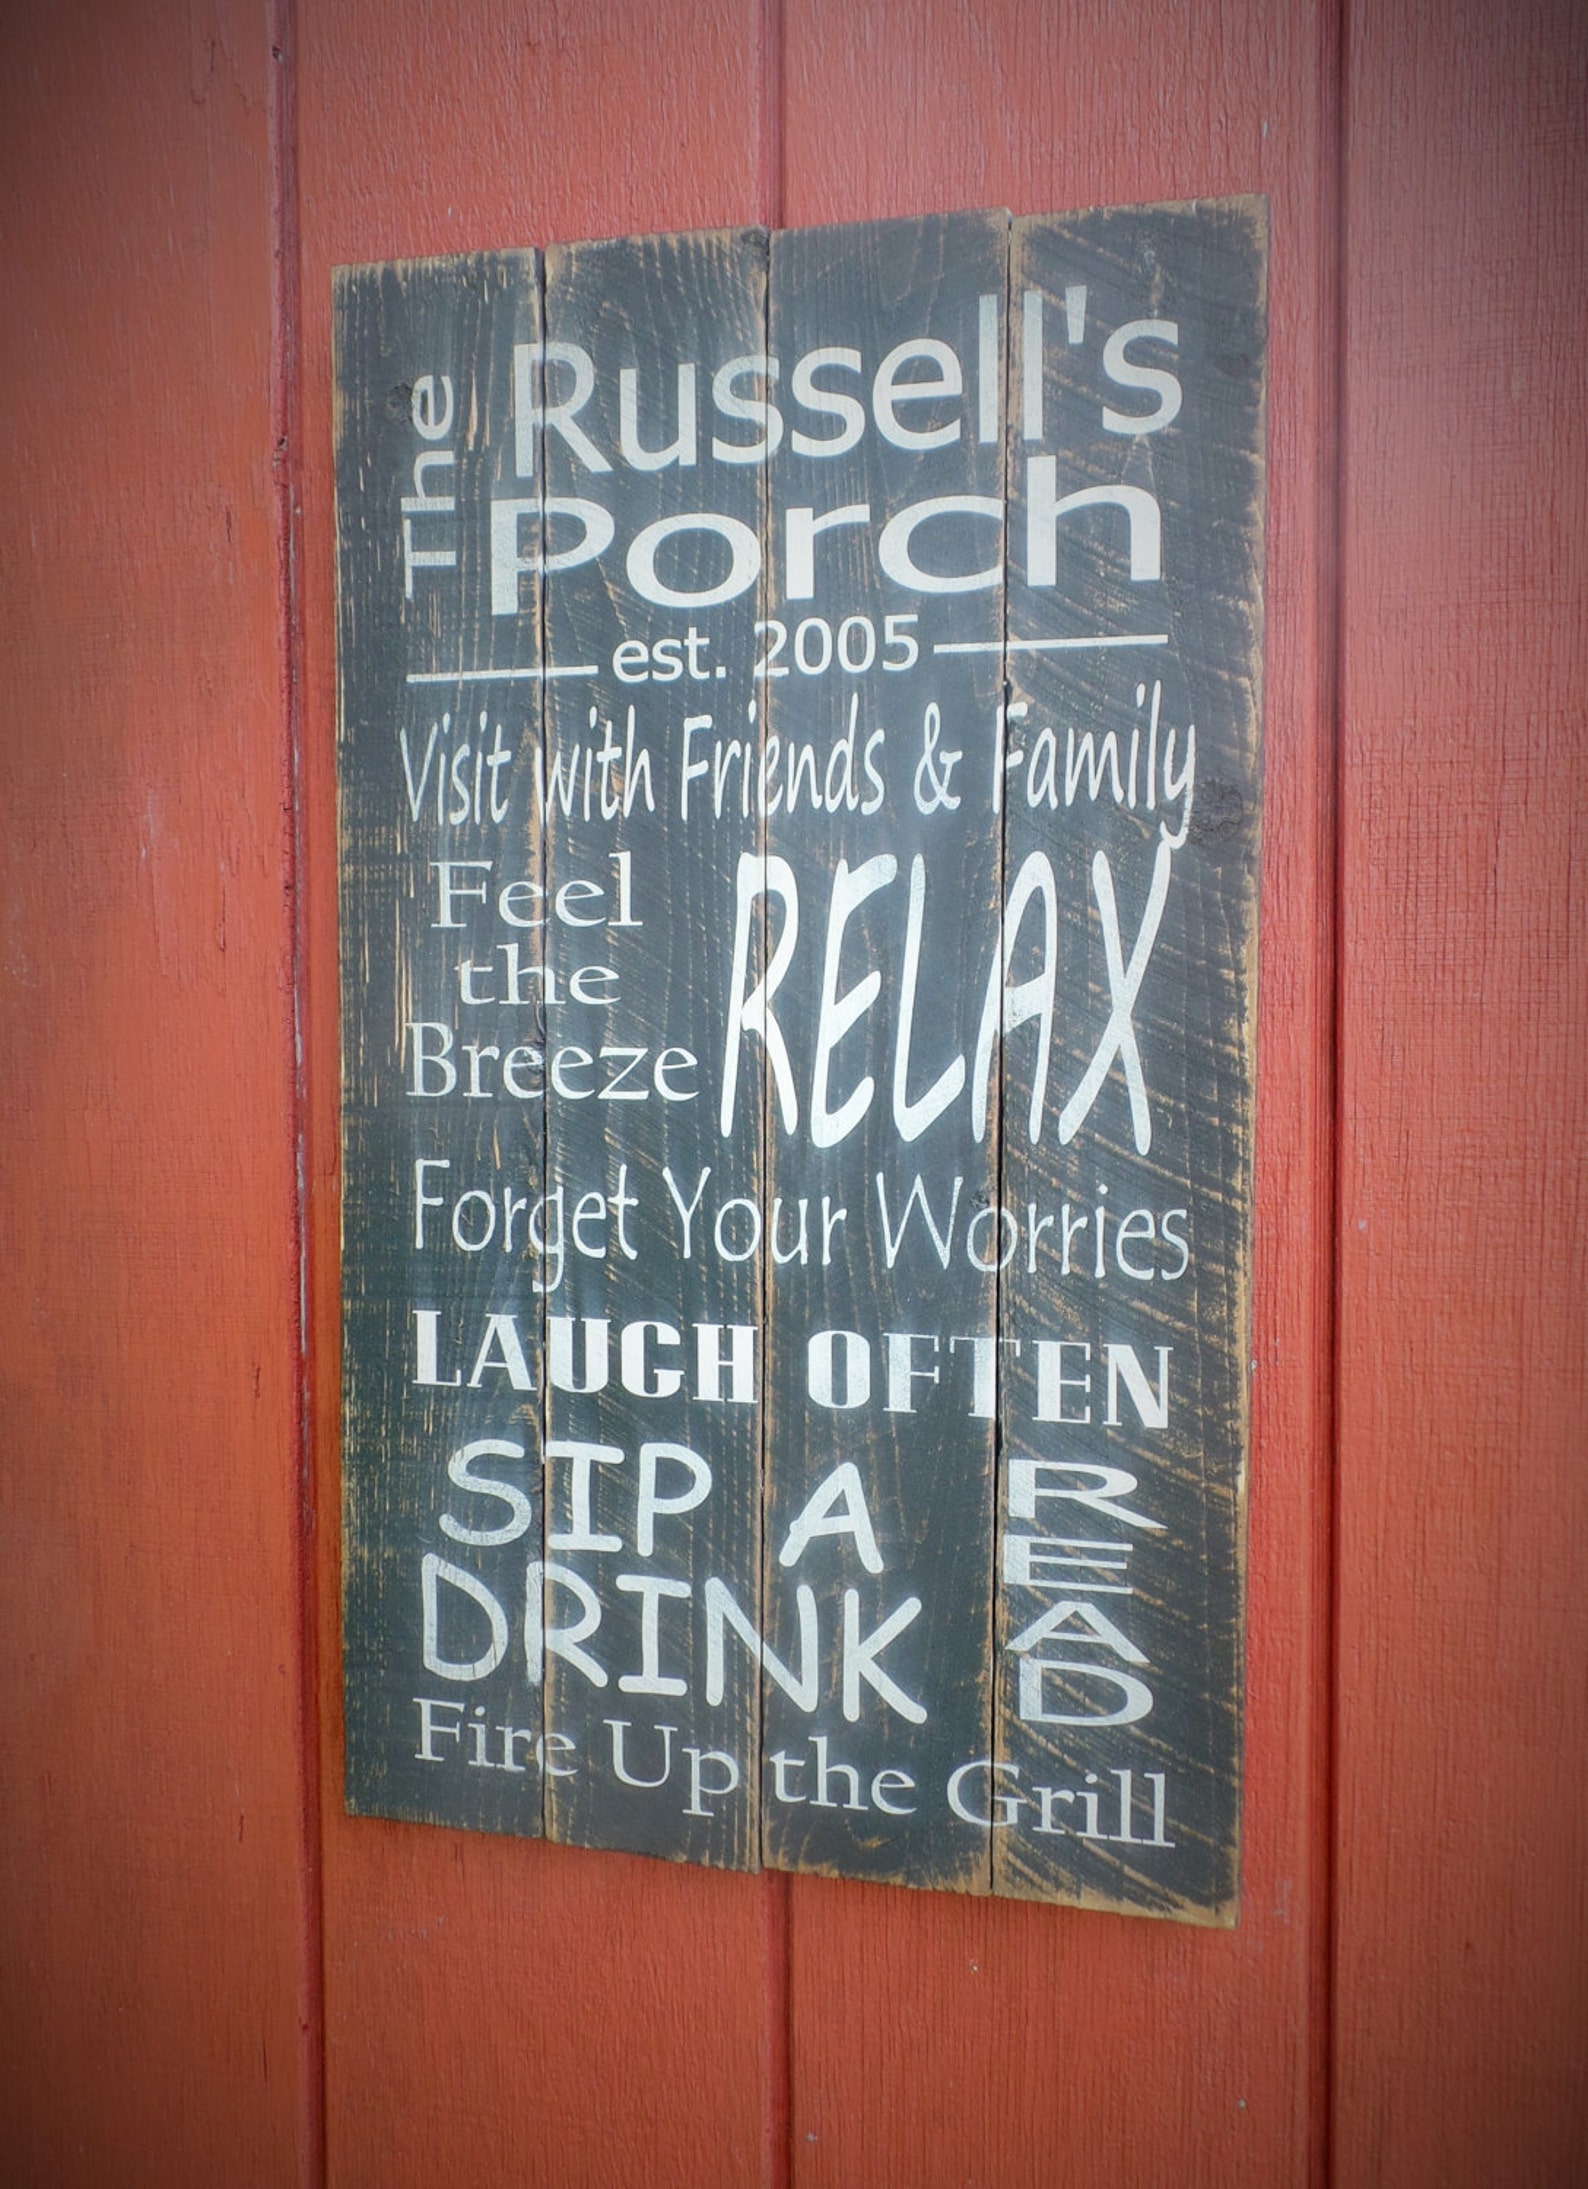 The
Russell's
Porch
est. 2005
Visit with Friends & Family
Feel
the
Breeze
RELAX
Forget Your Worries
LAUGH OFTEN
SIP A
DRINK
READ
Fire Up the Grill